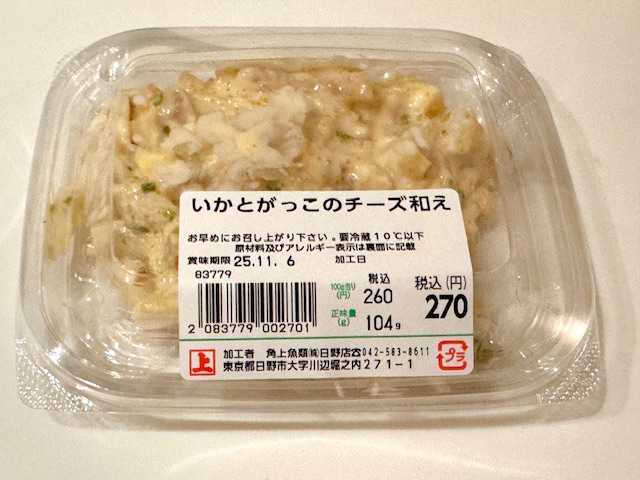 いかとがっこのチーズ和え
お早めにお召し上がり下さい。要冷蔵10℃以下
原材料及びアレルギー表示は裏面に記載
賞味期限 25.11. 6 加工日
83779
100g当り(円) 税込 260 税込(円) 270
正味量(g) 104g
2 083779 002701
上 加工者 角上魚類㈱日野店☎042-583-8611
東京都日野市大字川辺堀之内271-1
プラ